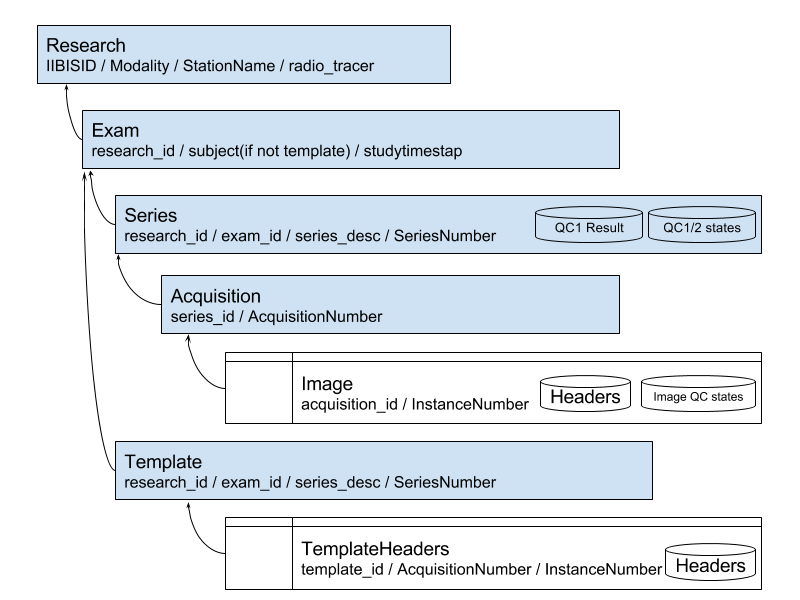 Research
IIBISID / Modality / StationName / radio_tracer
Exam
research_id / subject(if not template) / studytimestap
Series
research_id / exam_id / series_desc / SeriesNumber
QC1 Result
QC1/2 states
Acquisition
series_id / AcquisitionNumber
Image
acquisition_id / InstanceNumber
Headers
Image QC states
Template
research_id / exam_id / series_desc / SeriesNumber
TemplateHeaders
template_id / AcquisitionNumber / InstanceNumber
Headers